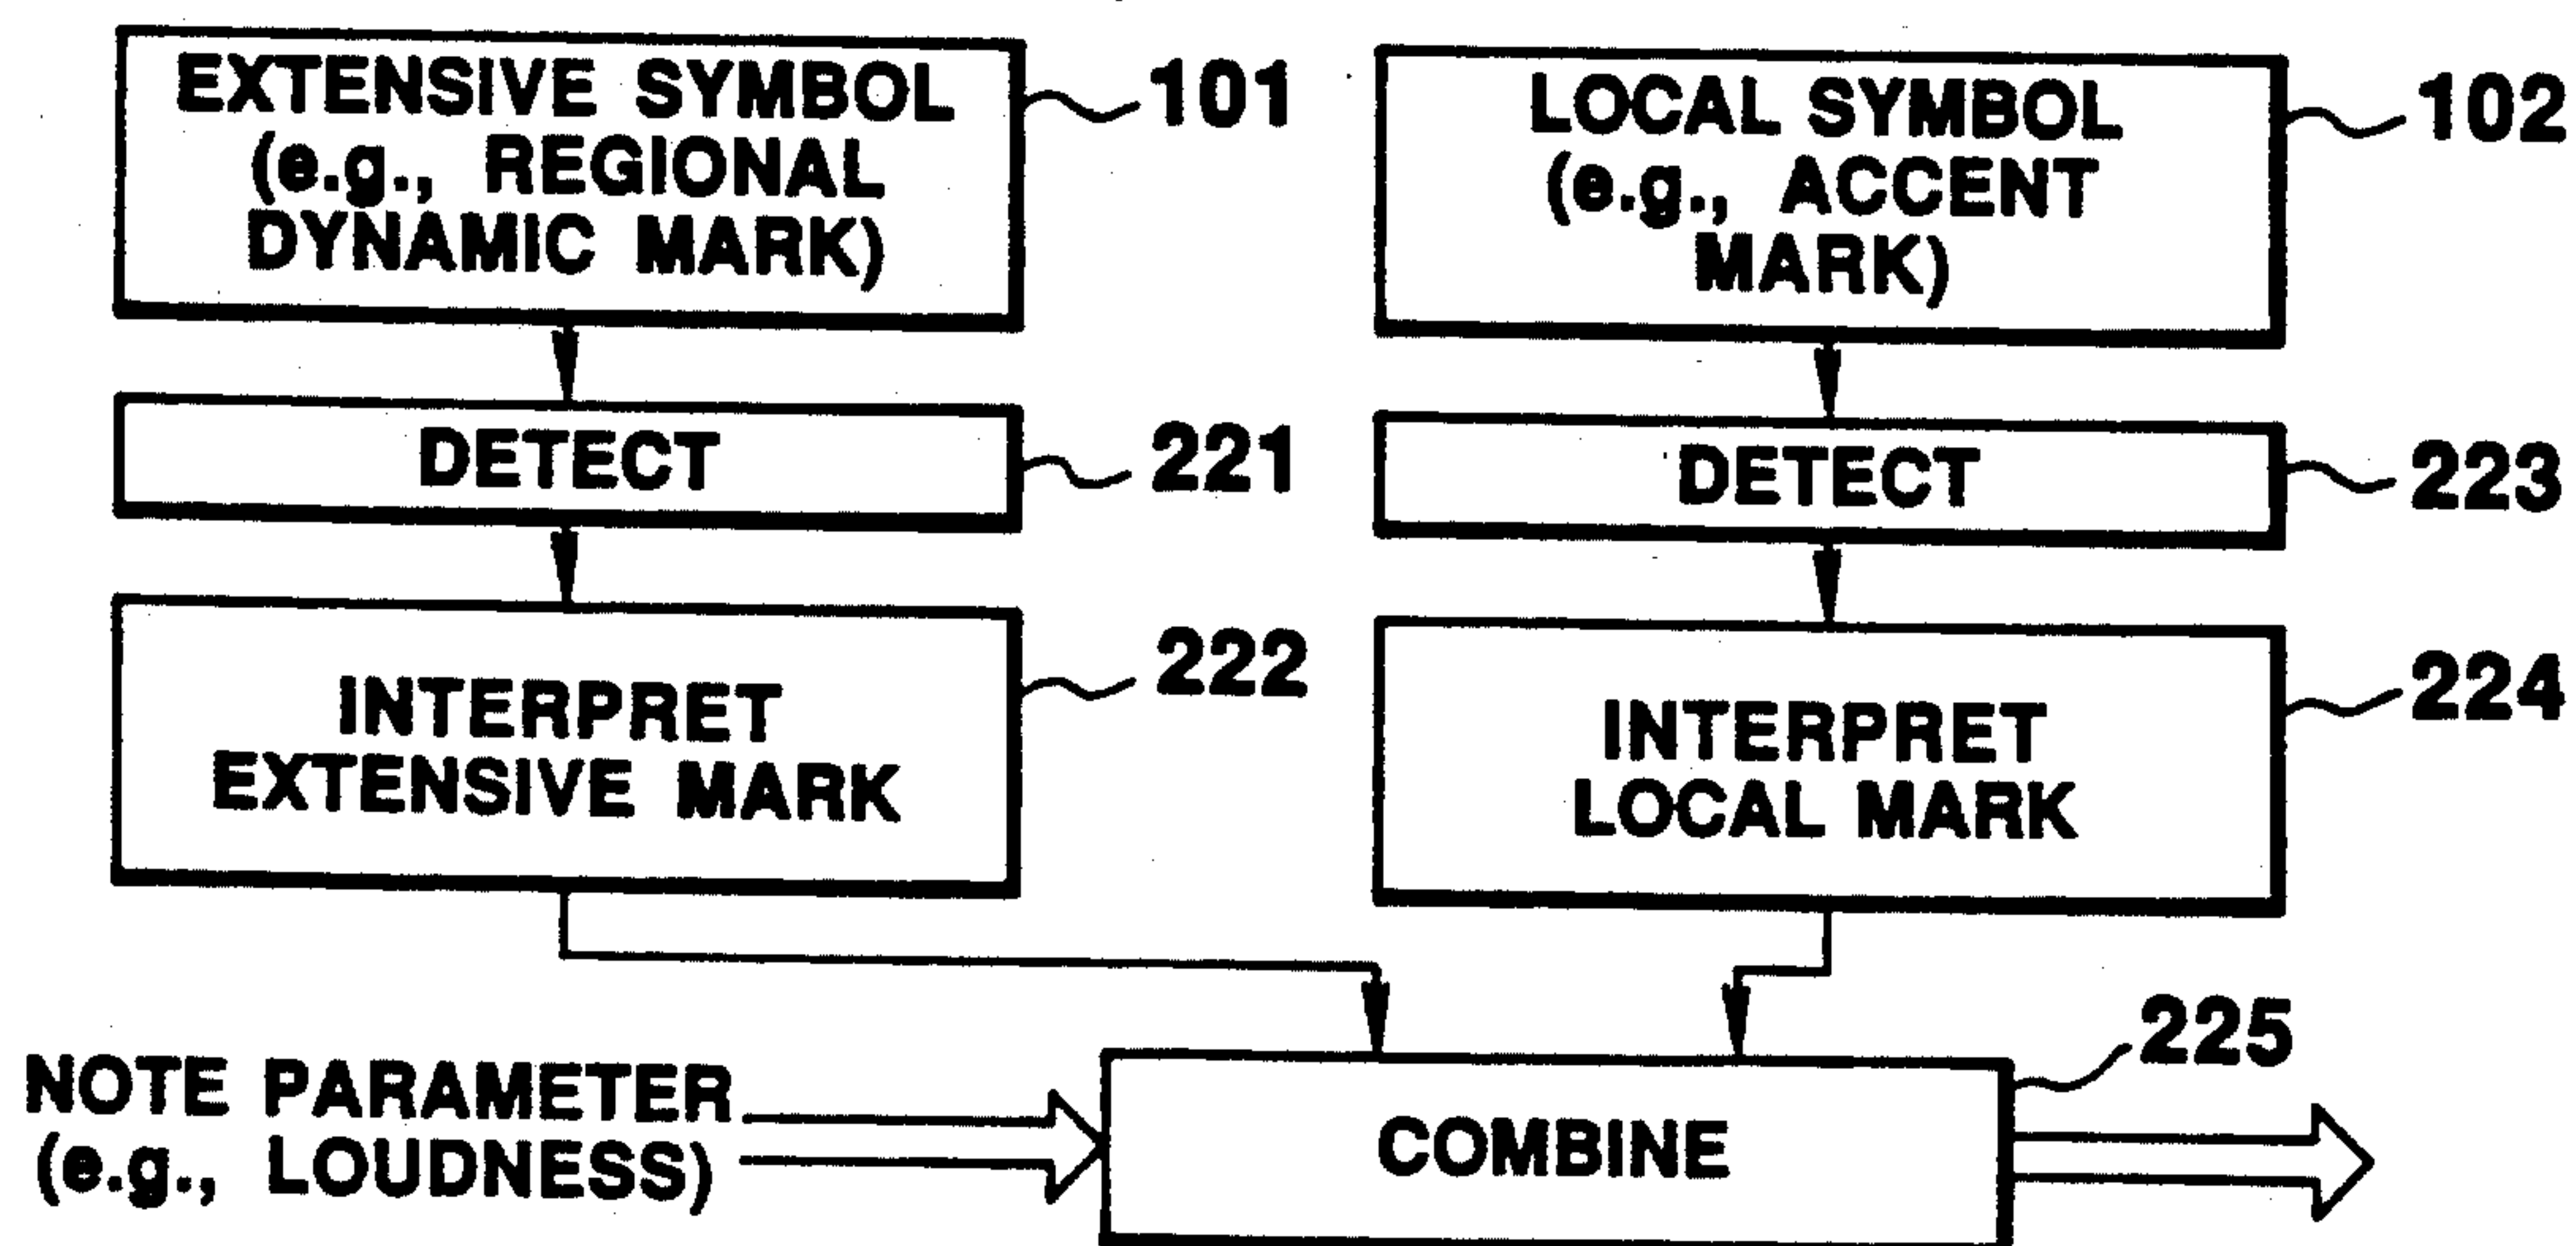 EXTENSIVE SYMBOL
(e.g., REGIONAL
DYNAMIC MARK)
101
LOCAL SYMBOL
(e.g., ACCENT
MARK)
102
DETECT
221
DETECT
223
INTERPRET
EXTENSIVE MARK
222
INTERPRET
LOCAL MARK
224
NOTE PARAMETER
(e.g., LOUDNESS)
COMBINE
225